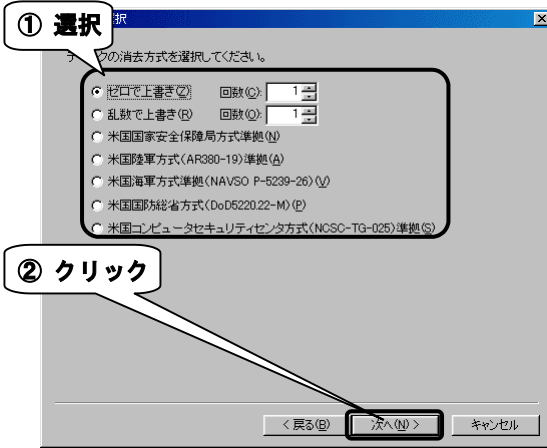 ① 選択
択
ディスクの消去方式を選択してください。
ゼロで上書き(Z) 回数(C): 1
乱数で上書き(R) 回数(O): 1
米国国家安全保障局方式準拠(N)
米国陸軍方式(AR380-19)準拠(A)
米国海軍方式準拠(NAVSO P-5239-26)(V)
米国国防総省方式(DoD5220.22-M)(P)
米国コンピュータセキュリティセンタ方式(NCSC-TG-025)準拠(S)
② クリック
< 戻る(B) 次へ(N) > キャンセル